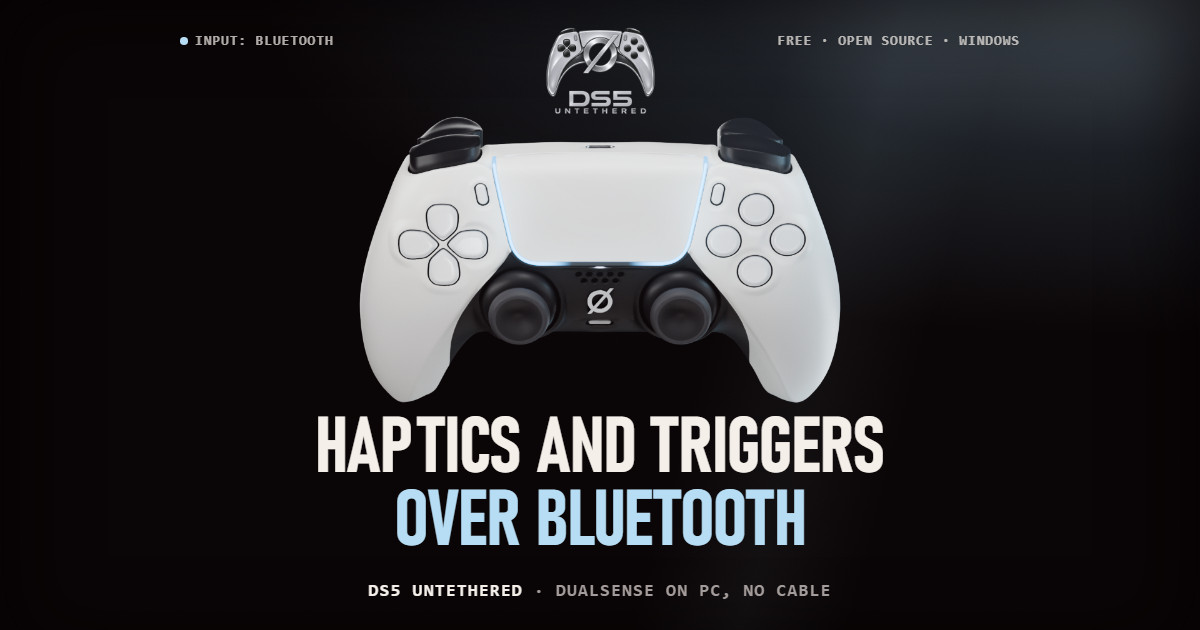 INPUT: BLUETOOTH
FREE · OPEN SOURCE · WINDOWS
DS5
UNTETHERED
HAPTICS AND TRIGGERS
OVER BLUETOOTH
DS5 UNTETHERED · DUALSENSE ON PC, NO CABLE